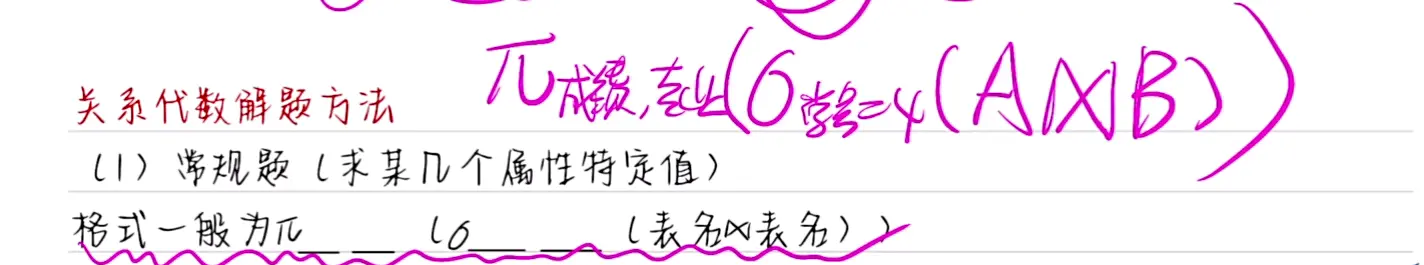 π成绩,专业(σ学号=4(A⋈B))
关系代数解题方法
(1)常规题(求某几个属性特定值)
格式一般为π__ __(σ__ __(表名⋈表名))